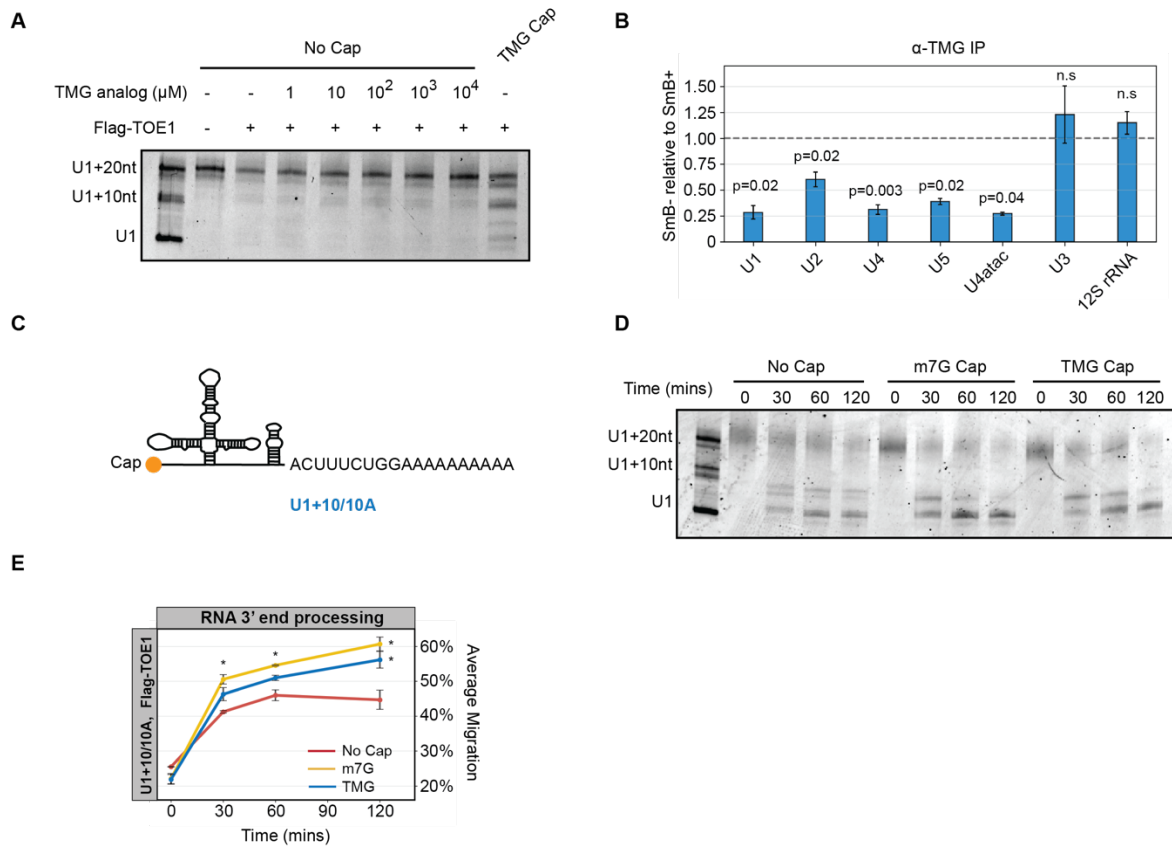 A
No Cap
TMG Cap
TMG analog (µM) - - 1 10 10² 10³ 10⁴ -
Flag-TOE1 - + + + + + + +
U1+20nt
U1+10nt
U1
B
α-TMG IP
SmB- relative to SmB+
1.50
1.25
1.00
0.75
0.50
0.25
0
p=0.02
p=0.02
p=0.003
p=0.02
p=0.04
n.s
n.s
U1 U2 U4 U5 U4atac U3 12S rRNA
C
Cap
ACUUUCUGGAAAAAAAAAA
U1+10/10A
D
No Cap m7G Cap TMG Cap
Time (mins) 0 30 60 120 0 30 60 120 0 30 60 120
U1+20nt
U1+10nt
U1
E
RNA 3' end processing
U1+10/10A, Flag-TOE1
60%
50%
40%
30%
20%
Average Migration
* * * *
No Cap
m7G
TMG
0 30 60 90 120
Time (mins)